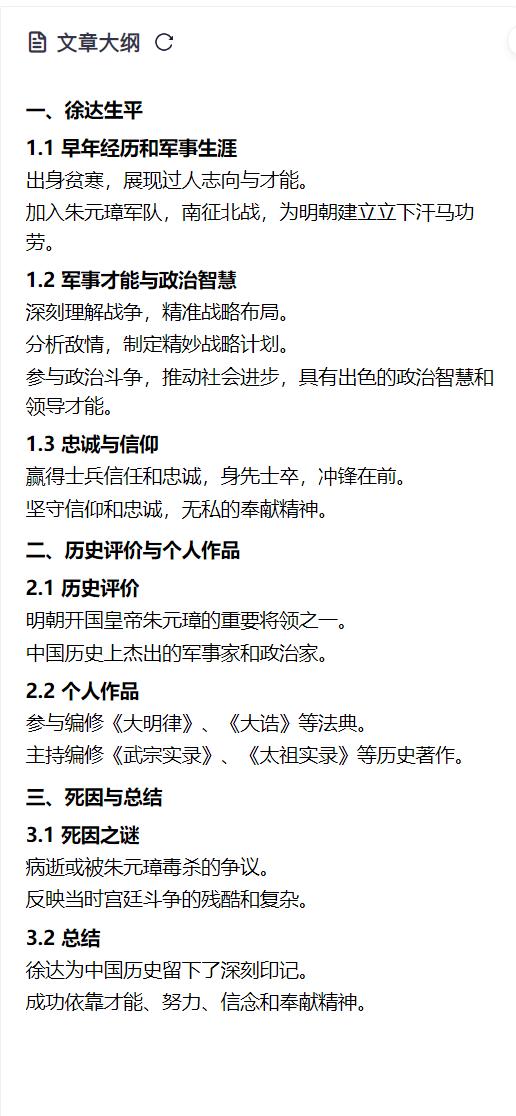 文章大纲
一、徐达生平
1.1 早年经历和军事生涯
出身贫寒，展现过人志向与才能。
加入朱元璋军队，南征北战，为明朝建立立下汗马功
劳。
1.2 军事才能与政治智慧
深刻理解战争，精准战略布局。
分析敌情，制定精妙战略计划。
参与政治斗争，推动社会进步，具有出色的政治智慧和
领导才能。
1.3 忠诚与信仰
赢得士兵信任和忠诚，身先士卒，冲锋在前。
坚守信仰和忠诚，无私的奉献精神。
二、历史评价与个人作品
2.1 历史评价
明朝开国皇帝朱元璋的重要将领之一。
中国历史上杰出的军事家和政治家。
2.2 个人作品
参与编修《大明律》、《大诰》等法典。
主持编修《武宗实录》、《太祖实录》等历史著作。
三、死因与总结
3.1 死因之谜
病逝或被朱元璋毒杀的争议。
反映当时宫廷斗争的残酷和复杂。
3.2 总结
徐达为中国历史留下了深刻印记。
成功依靠才能、努力、信念和奉献精神。